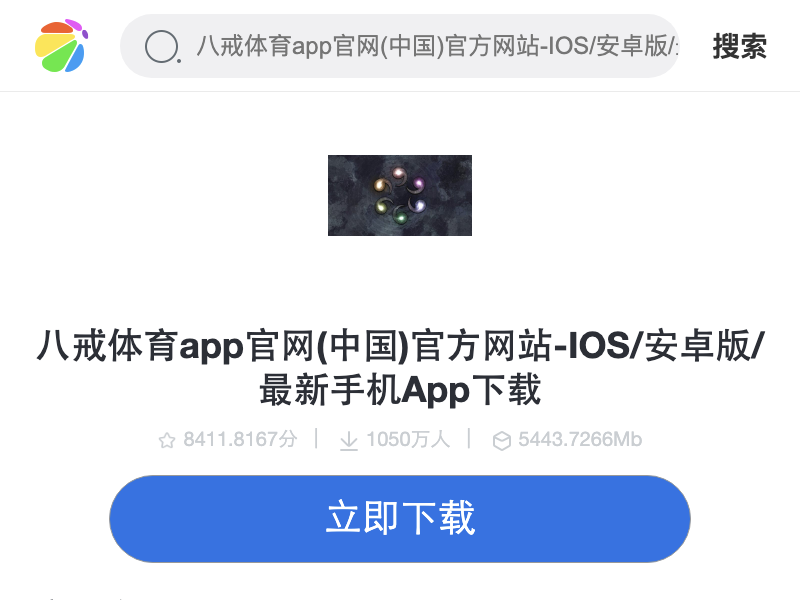 八戒体育app官网(中国)官方网站-IOS/安卓版/
搜索
八戒体育app官网(中国)官方网站-IOS/安卓版/
最新手机App下载
8411.8167分
1050万人
5443.7266Mb
立即下载